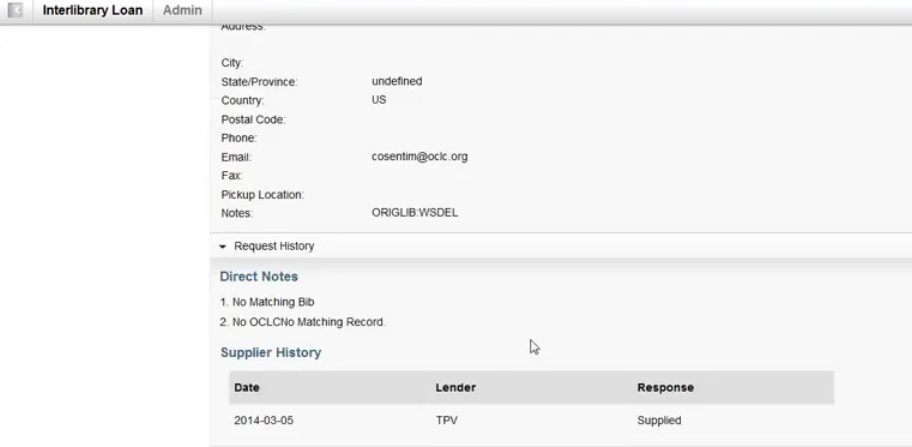 Interlibrary Loan Admin
Address:
City:
State/Province: undefined
Country: US
Postal Code:
Phone:
Email: cosentim@oclc.org
Fax:
Pickup Location:
Notes: ORIGLIB:WSDEL
Request History
Direct Notes
1. No Matching Bib
2. No OCLCNo Matching Record.
Supplier History
Date Lender Response
2014-03-05 TPV Supplied